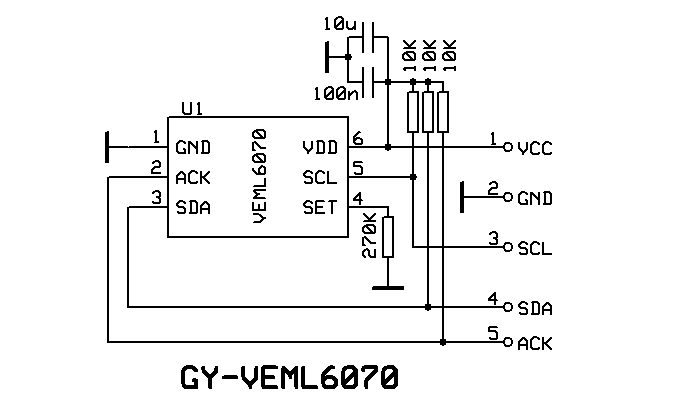 10u
100n
10K
10K
10K
U1
1 GND
2 ACK
3 SDA
VEML6070
VDD 6
SCL 5
SET 4
270K
1 VCC
2 GND
3 SCL
4 SDA
5 ACK
GY-VEML6070